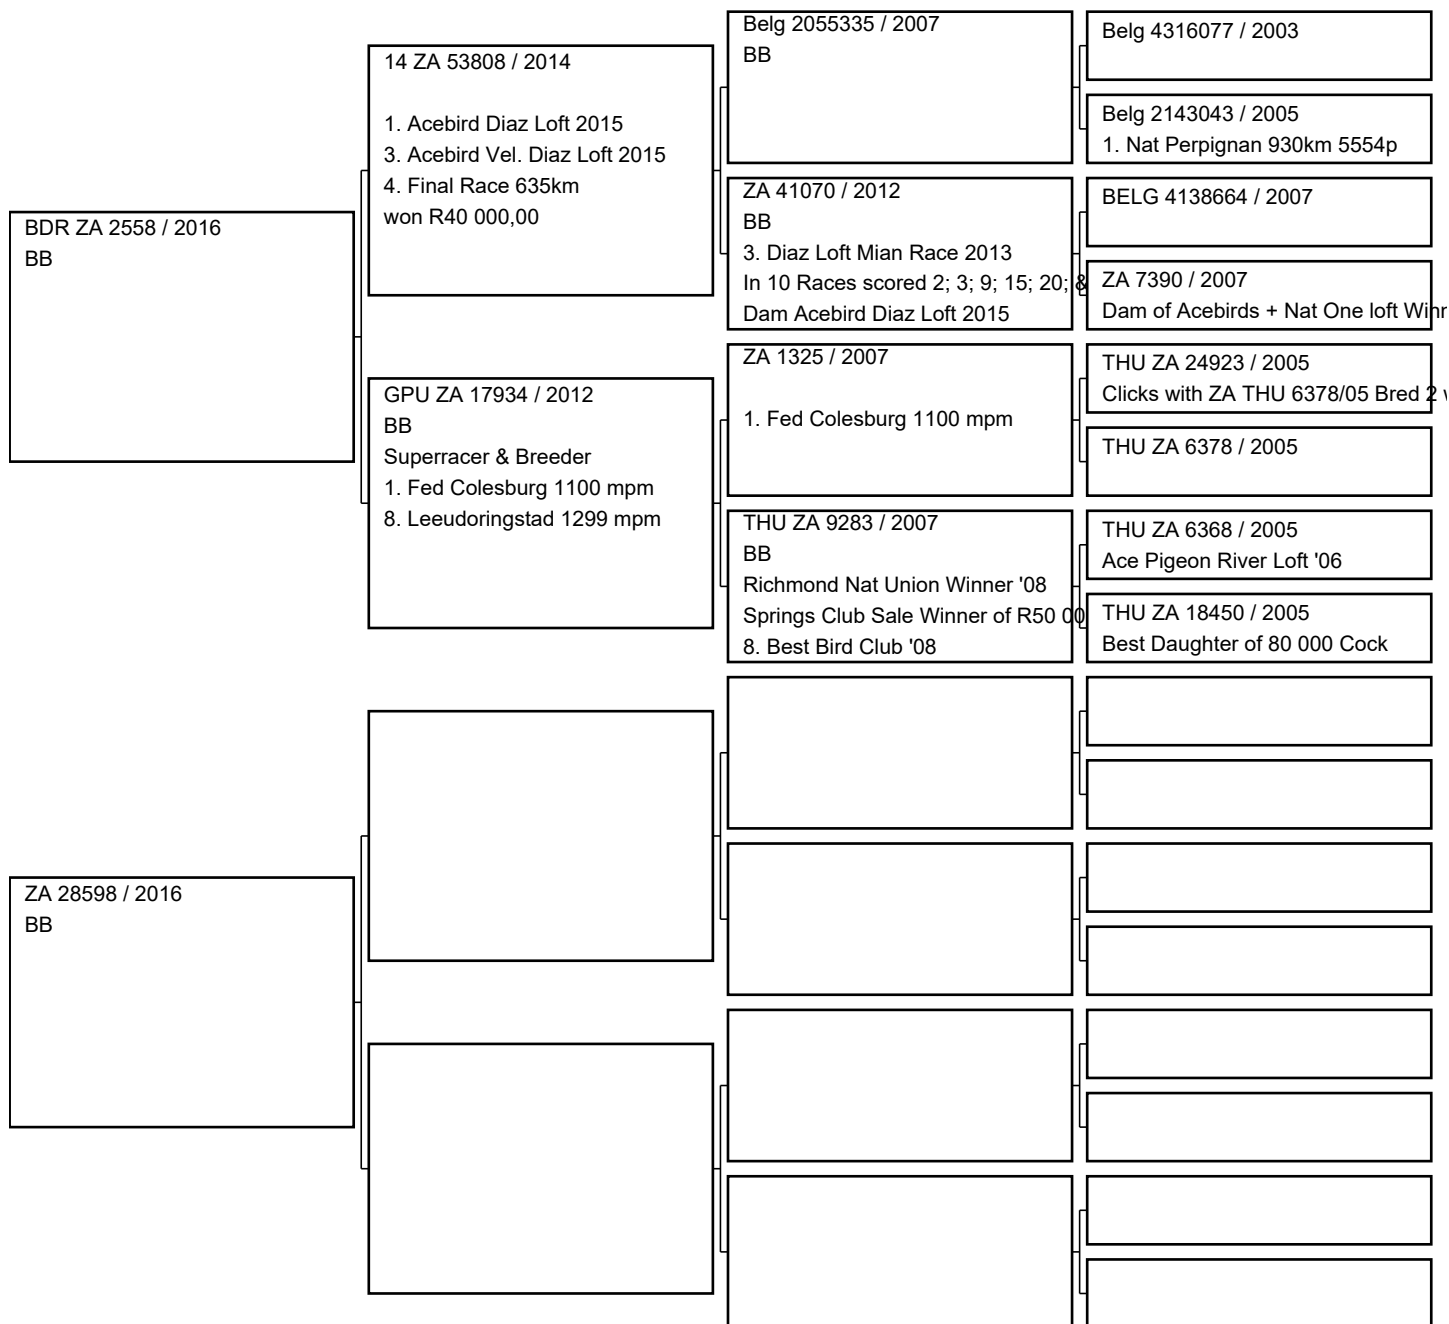 BDR ZA 2558 / 2016
BB
14 ZA 53808 / 2014
1. Acebird Diaz Loft 2015
3. Acebird Vel. Diaz Loft 2015
4. Final Race 635km
won R40 000,00
GPU ZA 17934 / 2012
BB
Superracer & Breeder
1. Fed Colesburg 1100 mpm
8. Leeudoringstad 1299 mpm
Belg 2055335 / 2007
BB
ZA 41070 / 2012
BB
3. Diaz Loft Mian Race 2013
In 10 Races scored 2; 3; 9; 15; 20; &
Dam Acebird Diaz Loft 2015
ZA 1325 / 2007
1. Fed Colesburg 1100 mpm
THU ZA 9283 / 2007
BB
Richmond Nat Union Winner '08
Springs Club Sale Winner of R50 00
8. Best Bird Club '08
Belg 4316077 / 2003
Belg 2143043 / 2005
1. Nat Perpignan 930km 5554p
BELG 4138664 / 2007
ZA 7390 / 2007
Dam of Acebirds + Nat One loft
THU ZA 24923 / 2005
Clicks with ZA THU 6378/05 Bred 2
THU ZA 6378 / 2005
THU ZA 6368 / 2005
Ace Pigeon River Loft '06
THU ZA 18450 / 2005
Best Daughter of 80 000 Cock
ZA 28598 / 2016
BB